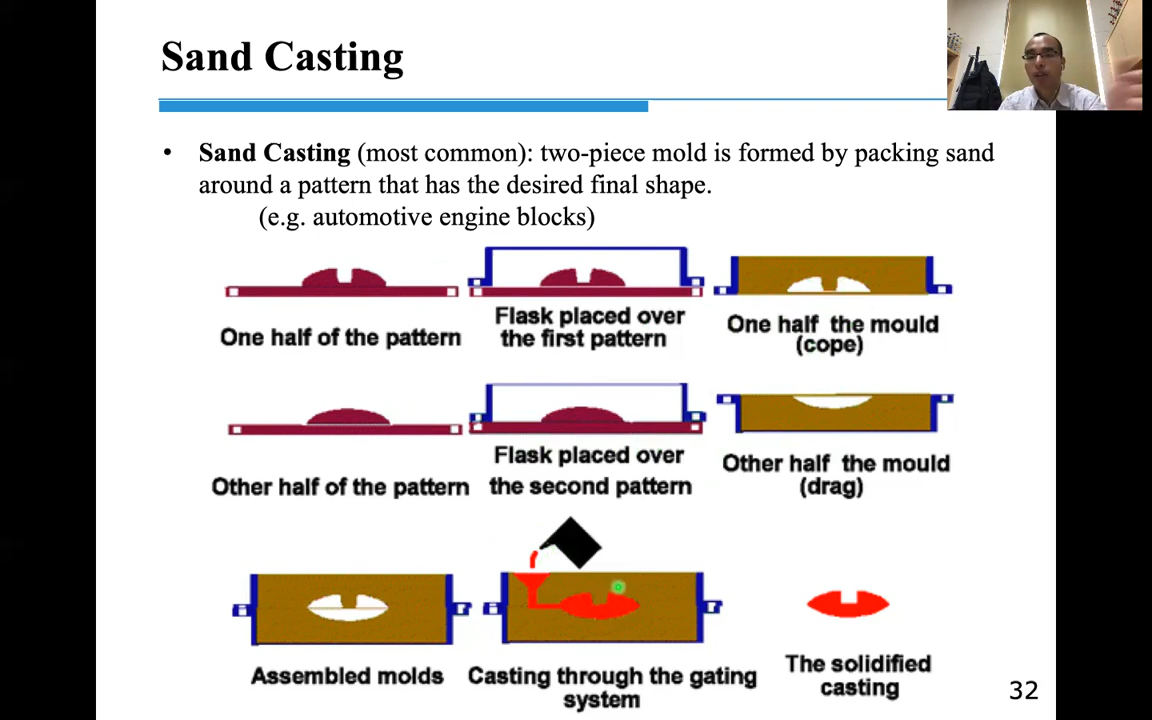 Sand Casting
• Sand Casting (most common): two-piece mold is formed by packing sand
around a pattern that has the desired final shape.
(e.g. automotive engine blocks)
One half of the pattern
Flask placed over
the first pattern
One half the mould
(cope)
Other half of the pattern
Flask placed over
the second pattern
Other half the mould
(drag)
Assembled molds
Casting through the gating
system
The solidified
casting
32